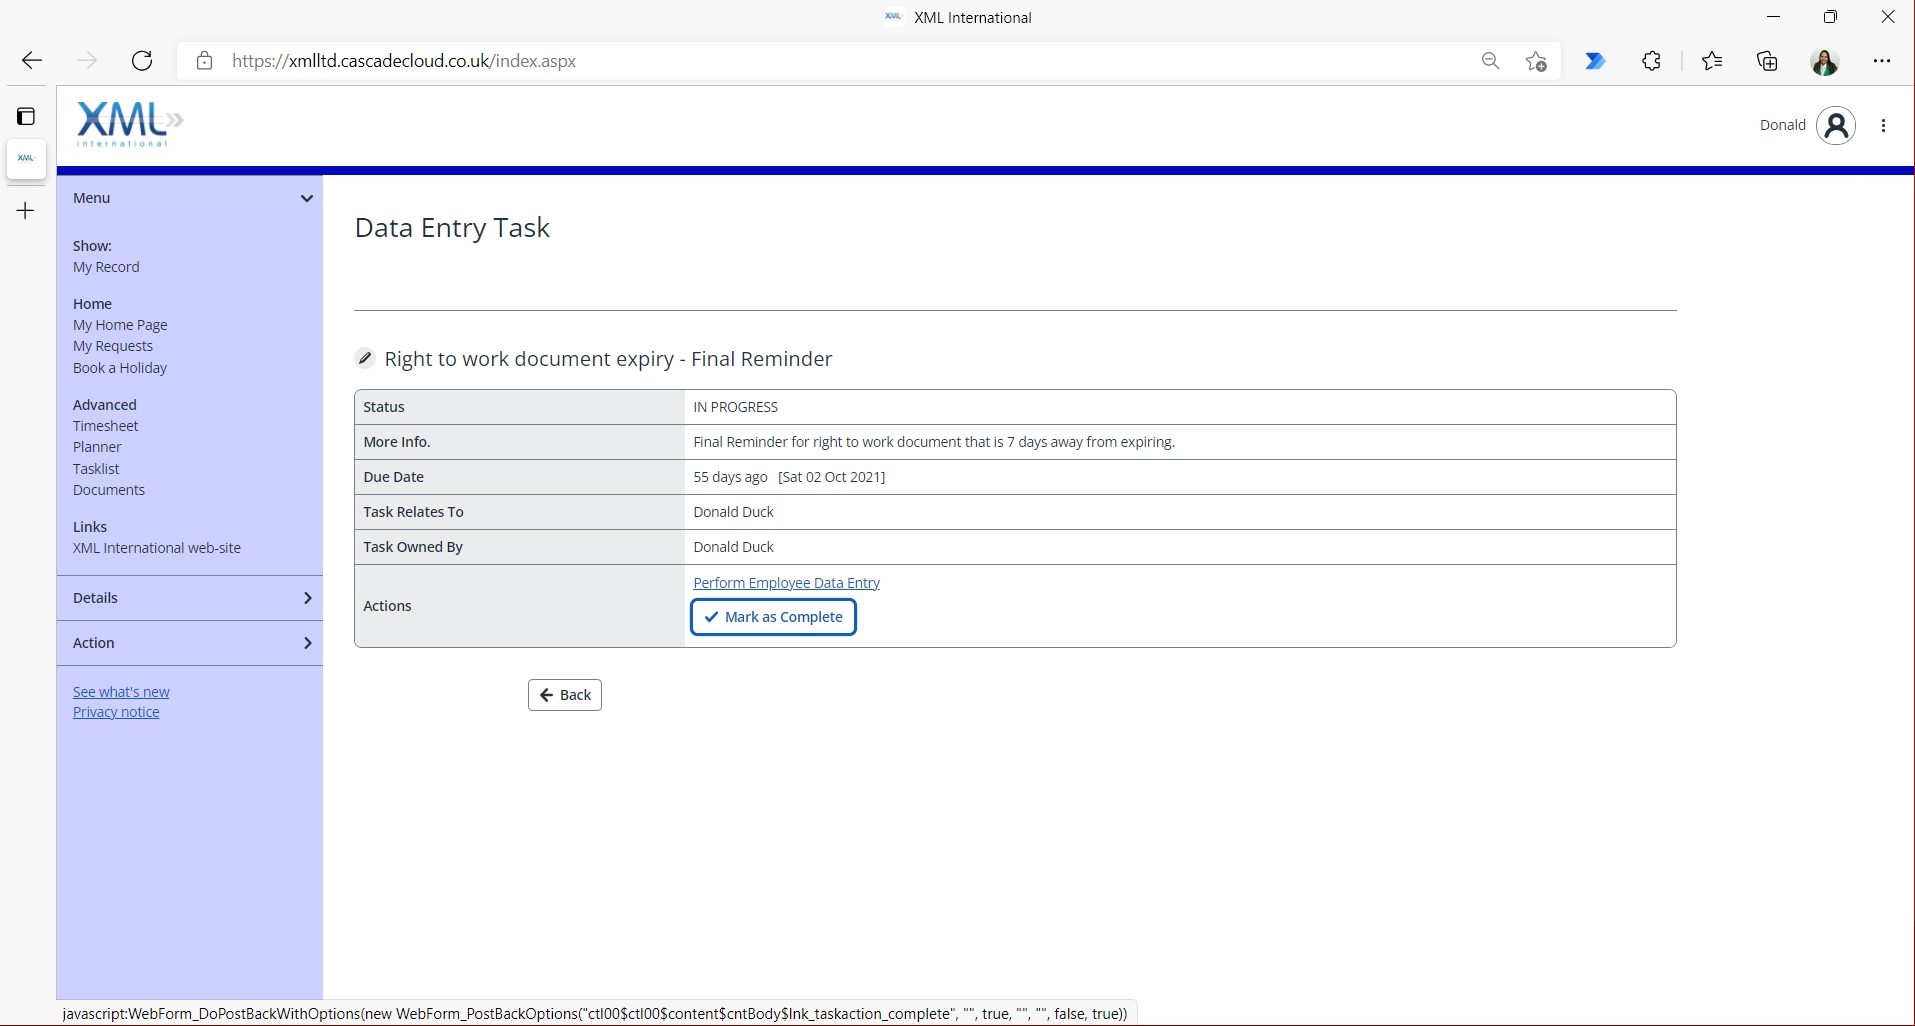 XML XML International
https://xmlltd.cascadecloud.co.uk/index.aspx
XML
international
Donald
XML
Menu
Show:
My Record
Home
My Home Page
My Requests
Book a Holiday
Advanced
Timesheet
Planner
Tasklist
Documents
Links
XML International web-site
Details
Action
See what's new
Privacy notice
Data Entry Task
Right to work document expiry - Final Reminder
Status IN PROGRESS
More Info. Final Reminder for right to work document that is 7 days away from expiring.
Due Date 55 days ago [Sat 02 Oct 2021]
Task Relates To Donald Duck
Task Owned By Donald Duck
Actions Perform Employee Data Entry
Mark as Complete
Back
javascript:WebForm_DoPostBackWithOptions(new WebForm_PostBackOptions("ctl00$ctl00$content$cntBody$lnk_taskaction_complete", "", true, "", "", false, true))